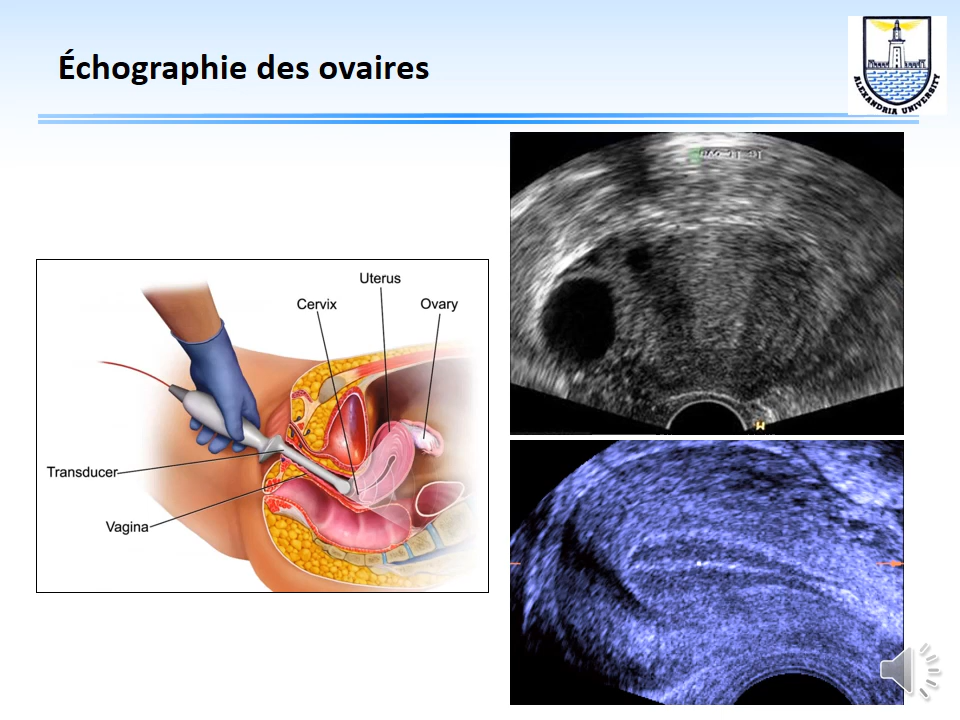 Échographie des ovaires
ALEXANDRIA UNIVERSITY
Uterus
Cervix
Ovary
Transducer
Vagina